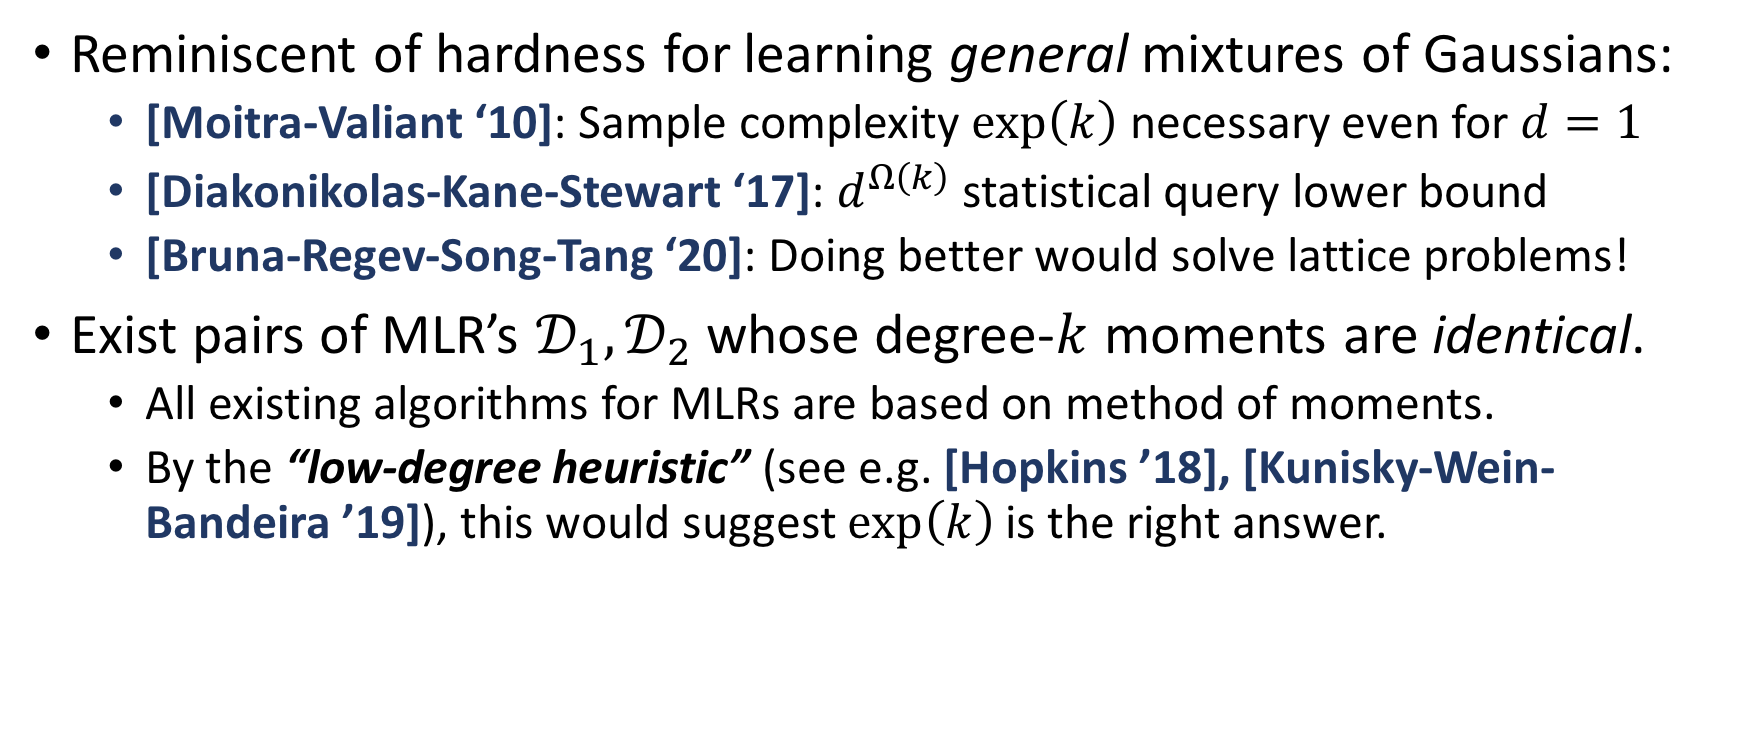 • Reminiscent of hardness for learning general mixtures of Gaussians:
• [Moitra-Valiant ‘10]: Sample complexity exp(k) necessary even for d = 1
• [Diakonikolas-Kane-Stewart ‘17]: d^Ω(k) statistical query lower bound
• [Bruna-Regev-Song-Tang ‘20]: Doing better would solve lattice problems!
• Exist pairs of MLR’s 𝒟₁, 𝒟₂ whose degree-k moments are identical.
• All existing algorithms for MLRs are based on method of moments.
• By the “low-degree heuristic” (see e.g. [Hopkins ’18], [Kunisky-Wein-
Bandeira ’19]), this would suggest exp(k) is the right answer.